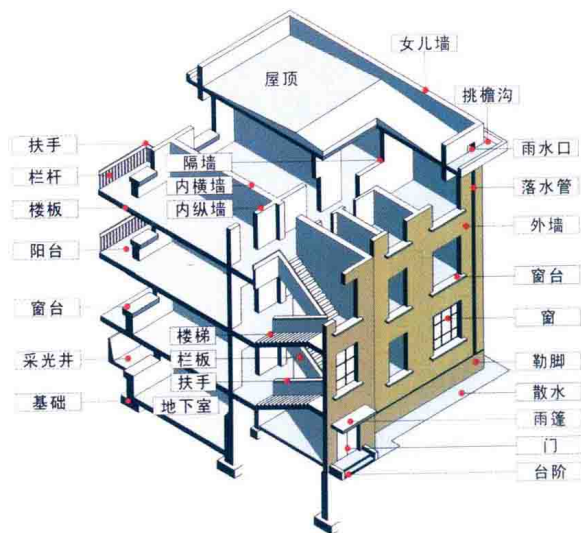 女儿墙
屋顶
挑檐沟
扶手
隔墙
雨水口
栏杆
内横墙
落水管
楼板
内纵墙
外墙
阳台
窗台
窗台
楼梯
窗
采光井
栏板
勒脚
扶手
基础
地下室
散水
雨篷
门
台阶